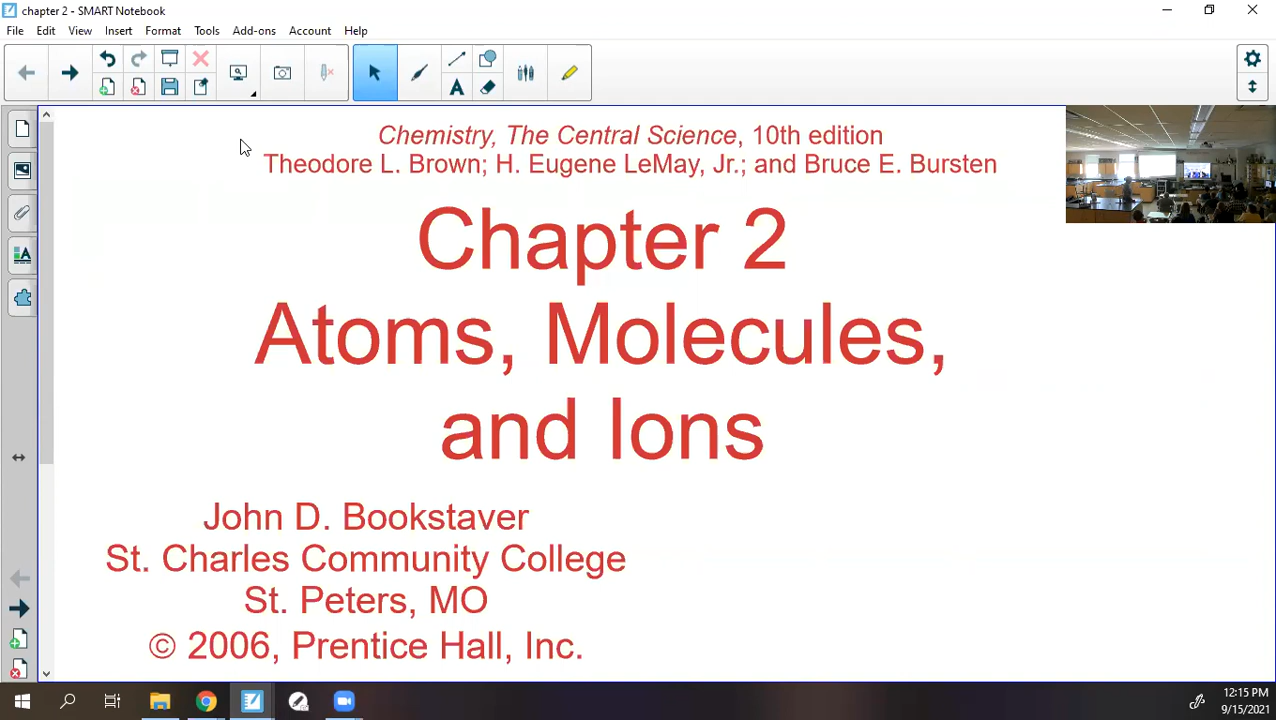 chapter 2 - SMART Notebook
File Edit View Insert Format Tools Add-ons Account Help
Chemistry, The Central Science, 10th edition
Theodore L. Brown; H. Eugene LeMay, Jr.; and Bruce E. Bursten
Chapter 2
Atoms, Molecules,
and Ions
John D. Bookstaver
St. Charles Community College
St. Peters, MO
© 2006, Prentice Hall, Inc.
12:15 PM
9/15/2021